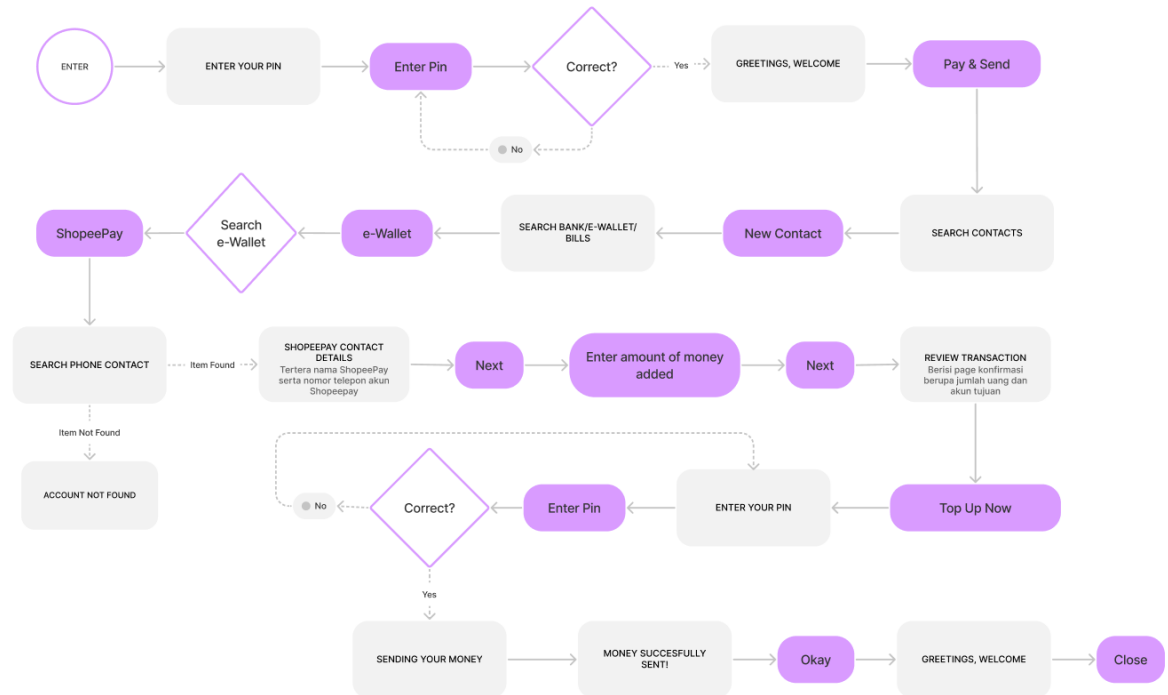 ENTER
ENTER YOUR PIN
Enter Pin
Correct?
Yes
GREETINGS, WELCOME
Pay & Send
No
ShopeePay
Search
e-Wallet
e-Wallet
SEARCH BANK/E-WALLET/
BILLS
New Contact
SEARCH CONTACTS
SEARCH PHONE CONTACT
Item Found
SHOPEEPAY CONTACT
DETAILS
Tertera nama ShopeePay
serta nomor telepon akun
Shopeepay
Next
Enter amount of money
added
Next
REVIEW TRANSACTION
Berisi page konfirmasi
berupa jumlah uang dan
akun tujuan
Item Not Found
ACCOUNT NOT FOUND
No
Correct?
Enter Pin
ENTER YOUR PIN
Top Up Now
Yes
SENDING YOUR MONEY
MONEY SUCCESFULLY
SENT!
Okay
GREETINGS, WELCOME
Close